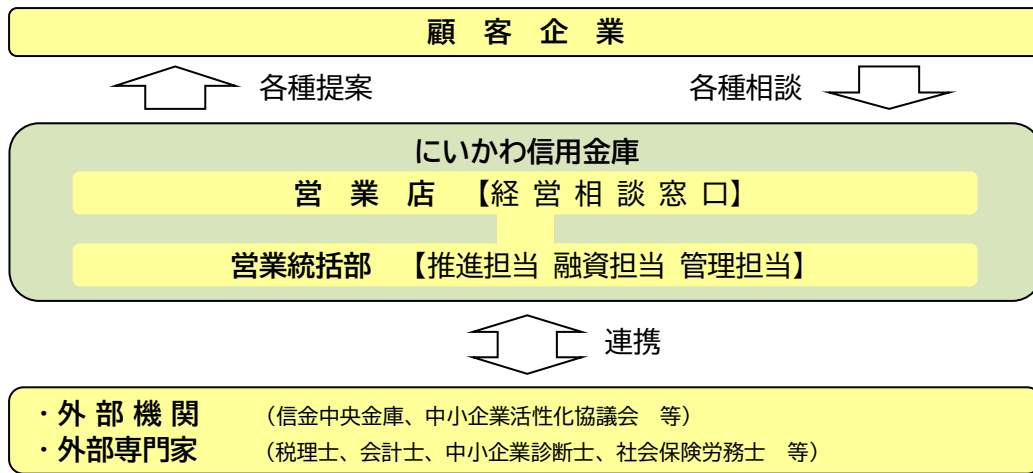 顧 客 企 業
各種提案
各種相談
にいかわ信用金庫
営 業 店 【経 営 相 談 窓 口】
営業統括部 【推進担当 融資担当 管理担当】
連携
・外 部 機 関 （信金中央金庫、中小企業活性化協議会 等）
・外部専門家 （税理士、会計士、中小企業診断士、社会保険労務士 等）